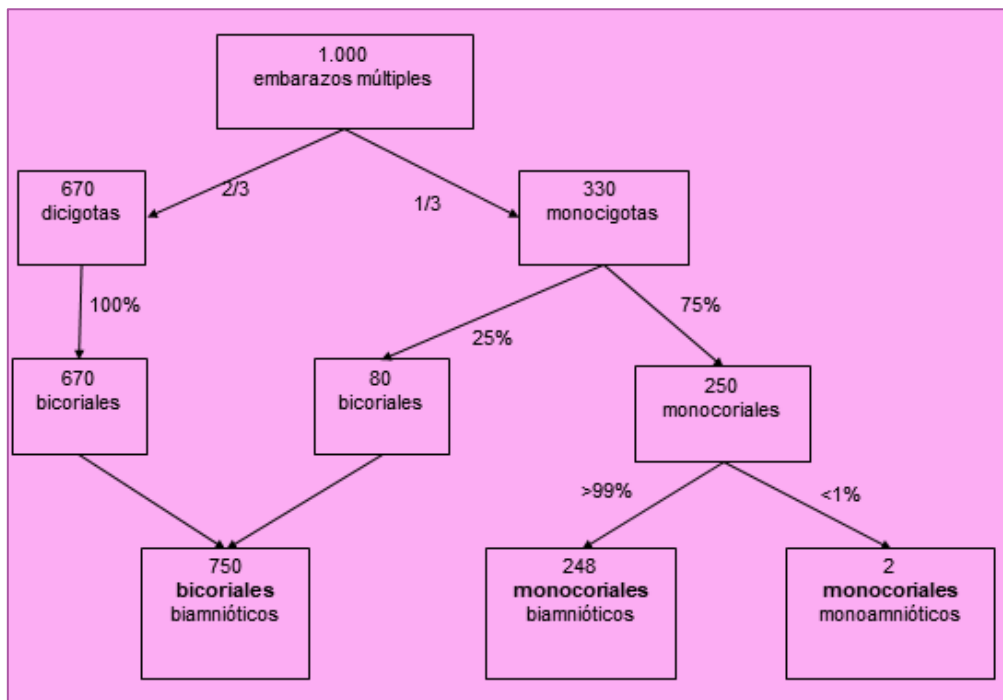 1.000
embarazos múltiples
2/3
1/3
670
dicigotas
330
monocigotas
100%
25%
75%
670
bicoriales
80
bicoriales
250
monocoriales
>99%
<1%
750
bicoriales
biamnióticos
248
monocoriales
biamnióticos
2
monocoriales
monoamnióticos